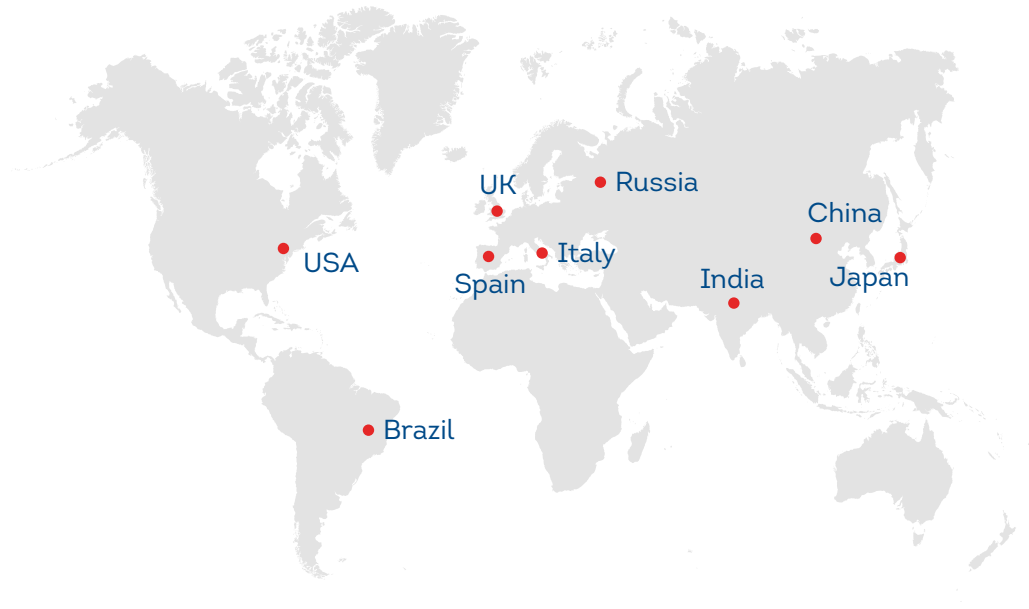 Russia
UK
China
Italy
USA
Japan
India
Spain
Brazil